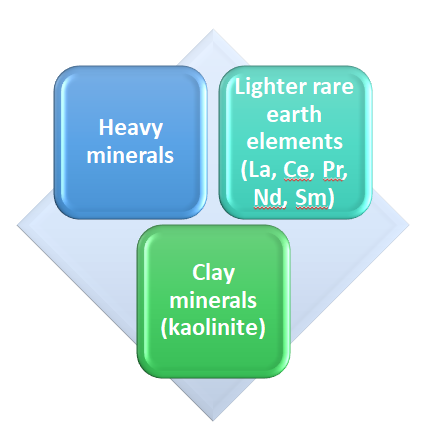 Heavy
minerals
Lighter rare
earth
elements
(La, Ce, Pr,
Nd, Sm)
Clay
minerals
(kaolinite)